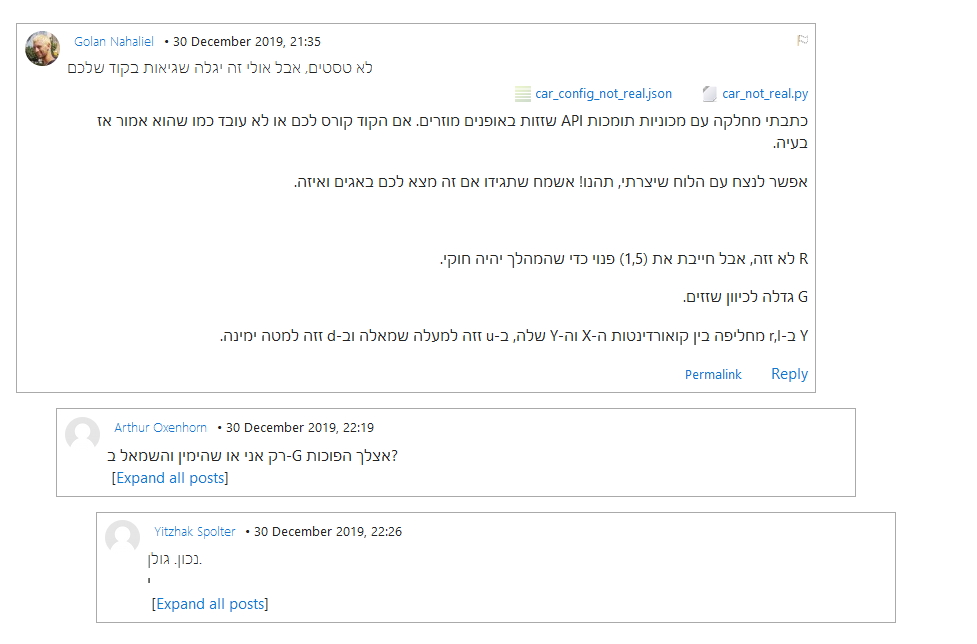 Golan Nahaliel • 30 December 2019, 21:35
לא טסטים, אבל אולי זה יגלה שגיאות בקוד שלכם
car_config_not_real.json car_not_real.py
כתבתי מחלקה עם מכוניות תומכות API שזזות באופנים מוזרים. אם הקוד קורס לכם או לא עובד כמו שהוא אמור אז
בעיה.
אפשר לנצח עם הלוח שיצרתי, תהנו! אשמח שתגידו אם זה מצא לכם באגים ואיזה.
R לא זזה, אבל חייבת את (1,5) פנוי כדי שהמהלך יהיה חוקי.
G גדלה לכיוון שזזים.
Y ב-r,l מחליפה בין קואורדינטות ה-X וה-Y שלה, ב-u זזה למעלה שמאלה וב-d זזה למטה ימינה.
Permalink Reply
Arthur Oxenhorn • 30 December 2019, 22:19
רק אני או שהימין והשמאל ב-G אצלך הפוכות?
[Expand all posts]
Yitzhak Spolter • 30 December 2019, 22:26
נכון. גולן.
י
[Expand all posts]